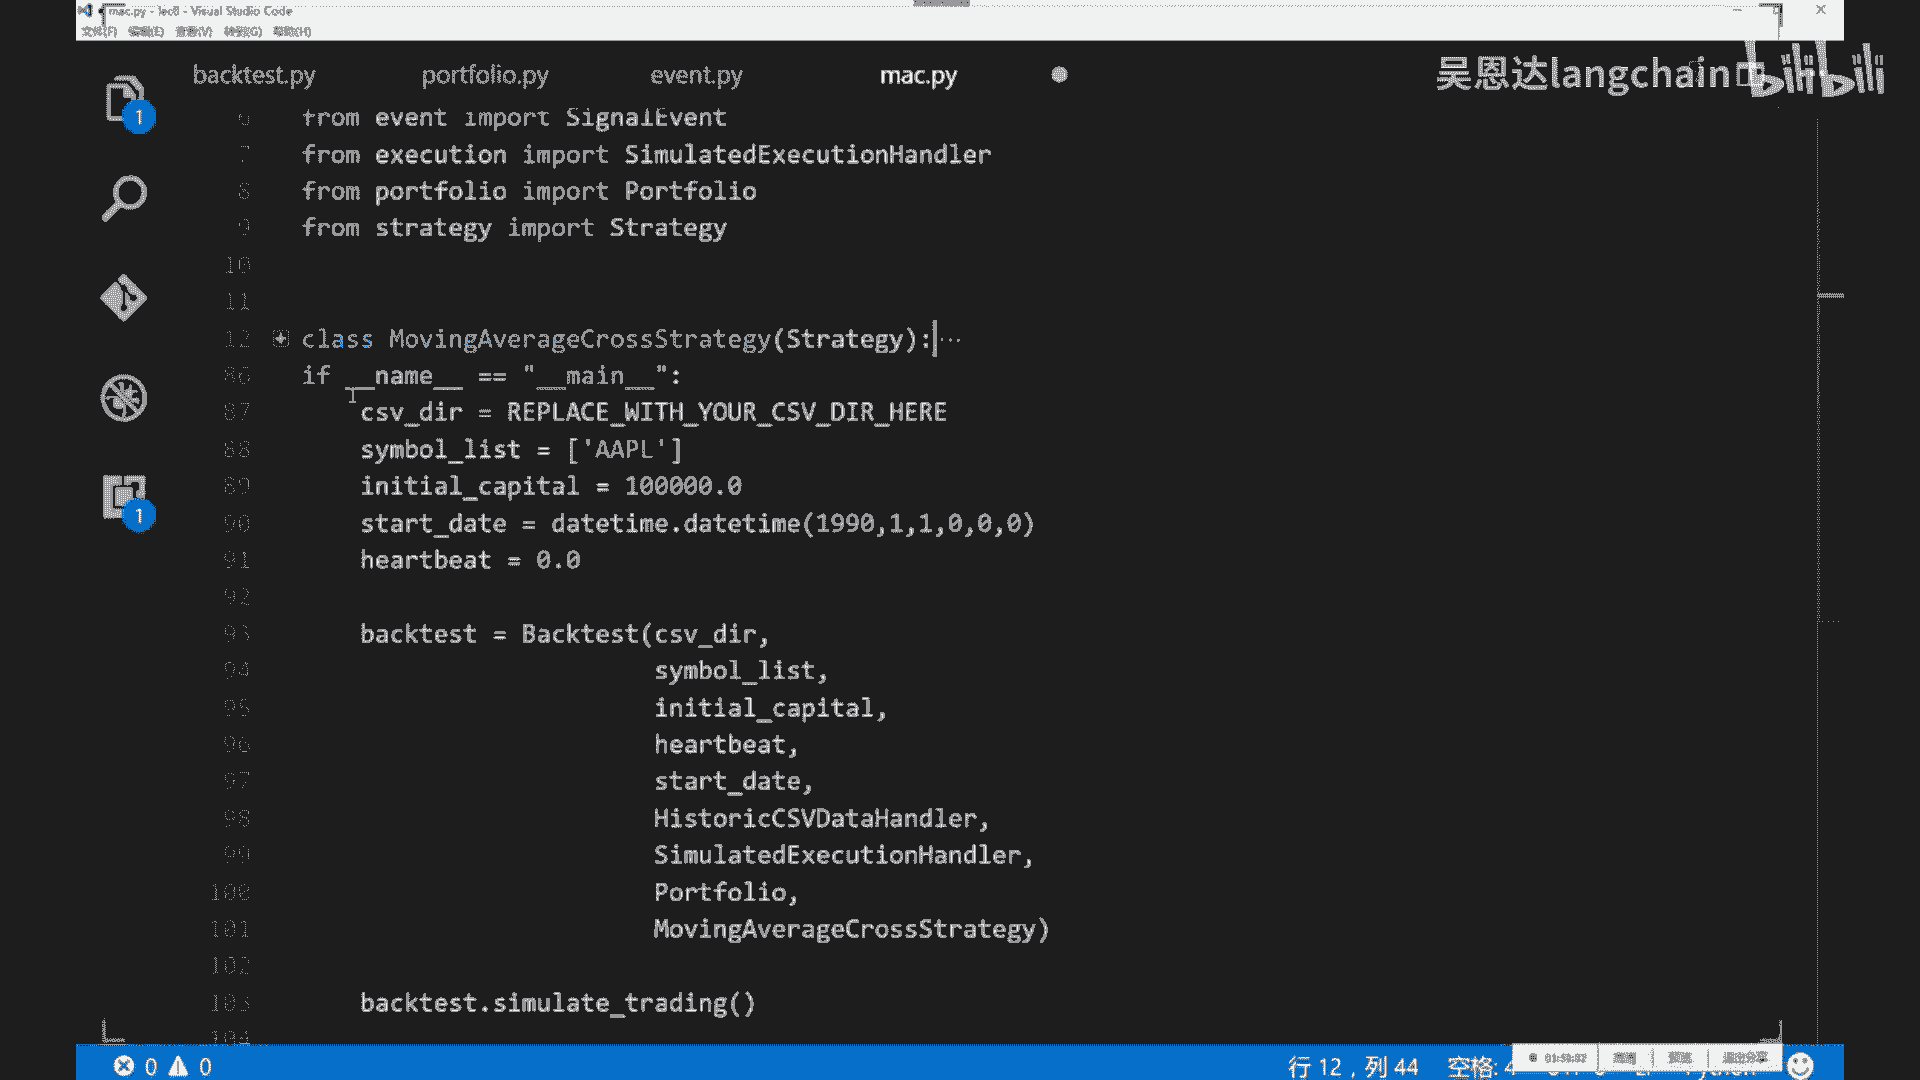 mac.py - lec8 - Visual Studio Code
文件(F) 编辑(E) 查看(V) 转到(G) 帮助(H)
backtest.py portfolio.py event.py mac.py
吴恩达langchain bilibili
1
1
6 from event import SignalEvent
7 from execution import SimulatedExecutionHandler
8 from portfolio import Portfolio
9 from strategy import Strategy
10
11
12 class MovingAverageCrossStrategy(Strategy):...
86 if __name__ == "__main__":
87 csv_dir = REPLACE_WITH_YOUR_CSV_DIR_HERE
88 symbol_list = ['AAPL']
89 initial_capital = 100000.0
90 start_date = datetime.datetime(1990,1,1,0,0,0)
91 heartbeat = 0.0
92
93 backtest = Backtest(csv_dir,
94 symbol_list,
95 initial_capital,
96 heartbeat,
97 start_date,
98 HistoricCSVDataHandler,
99 SimulatedExecutionHandler,
100 Portfolio,
101 MovingAverageCrossStrategy)
102
103 backtest.simulate_trading()
104
0 0
行 12，列 44 空格: 4